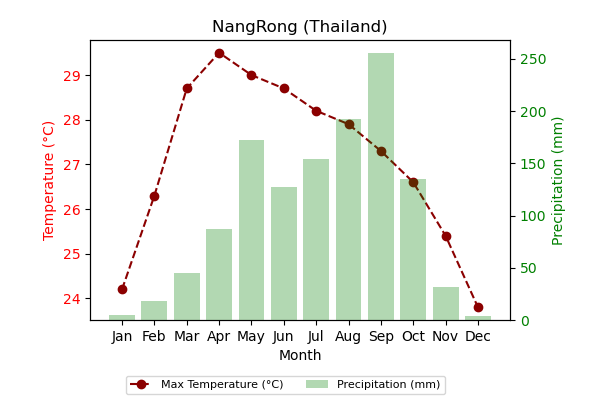 NangRong (Thailand)
29
28
27
26
25
24
Temperature (°C)
250
200
150
100
50
0
Precipitation (mm)
Jan Feb Mar Apr May Jun Jul Aug Sep Oct Nov Dec
Month
Max Temperature (°C) Precipitation (mm)